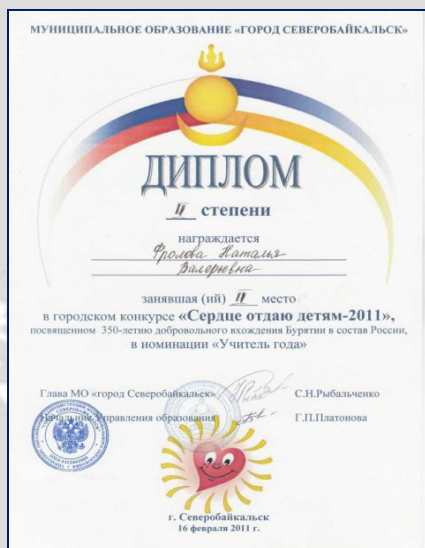 МУНИЦИПАЛЬНОЕ ОБРАЗОВАНИЕ «ГОРОД СЕВЕРОБАЙКАЛЬСК»
ДИПЛОМ
II степени
награждается
Фролова Наталья
Валерьевна
занявшая (ий) II место
в городском конкурсе «Сердце отдаю детям-2011»,
посвященном 350-летию добровольного вхождения Бурятии в состав России,
в номинации «Учитель года»
Глава МО «город Северобайкальск» С.Н.Рыбальченко
Начальник Управления образования Г.П.Платонова
г. Северобайкальск
16 февраля 2011 г.